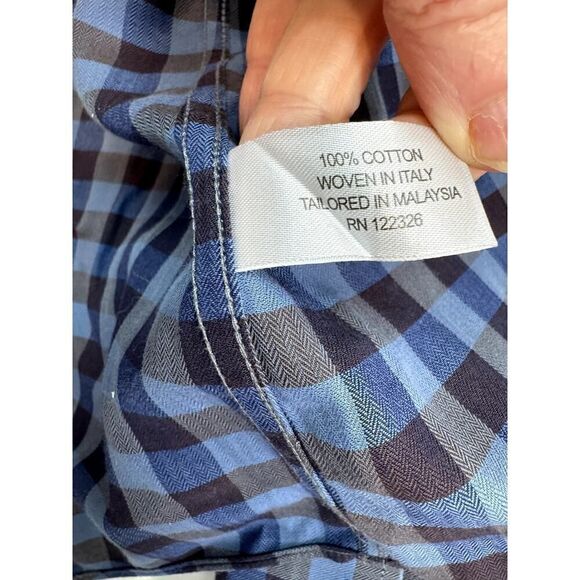 100% COTTON
WOVEN IN ITALY
TAILORED IN MALAYSIA
RN 122326